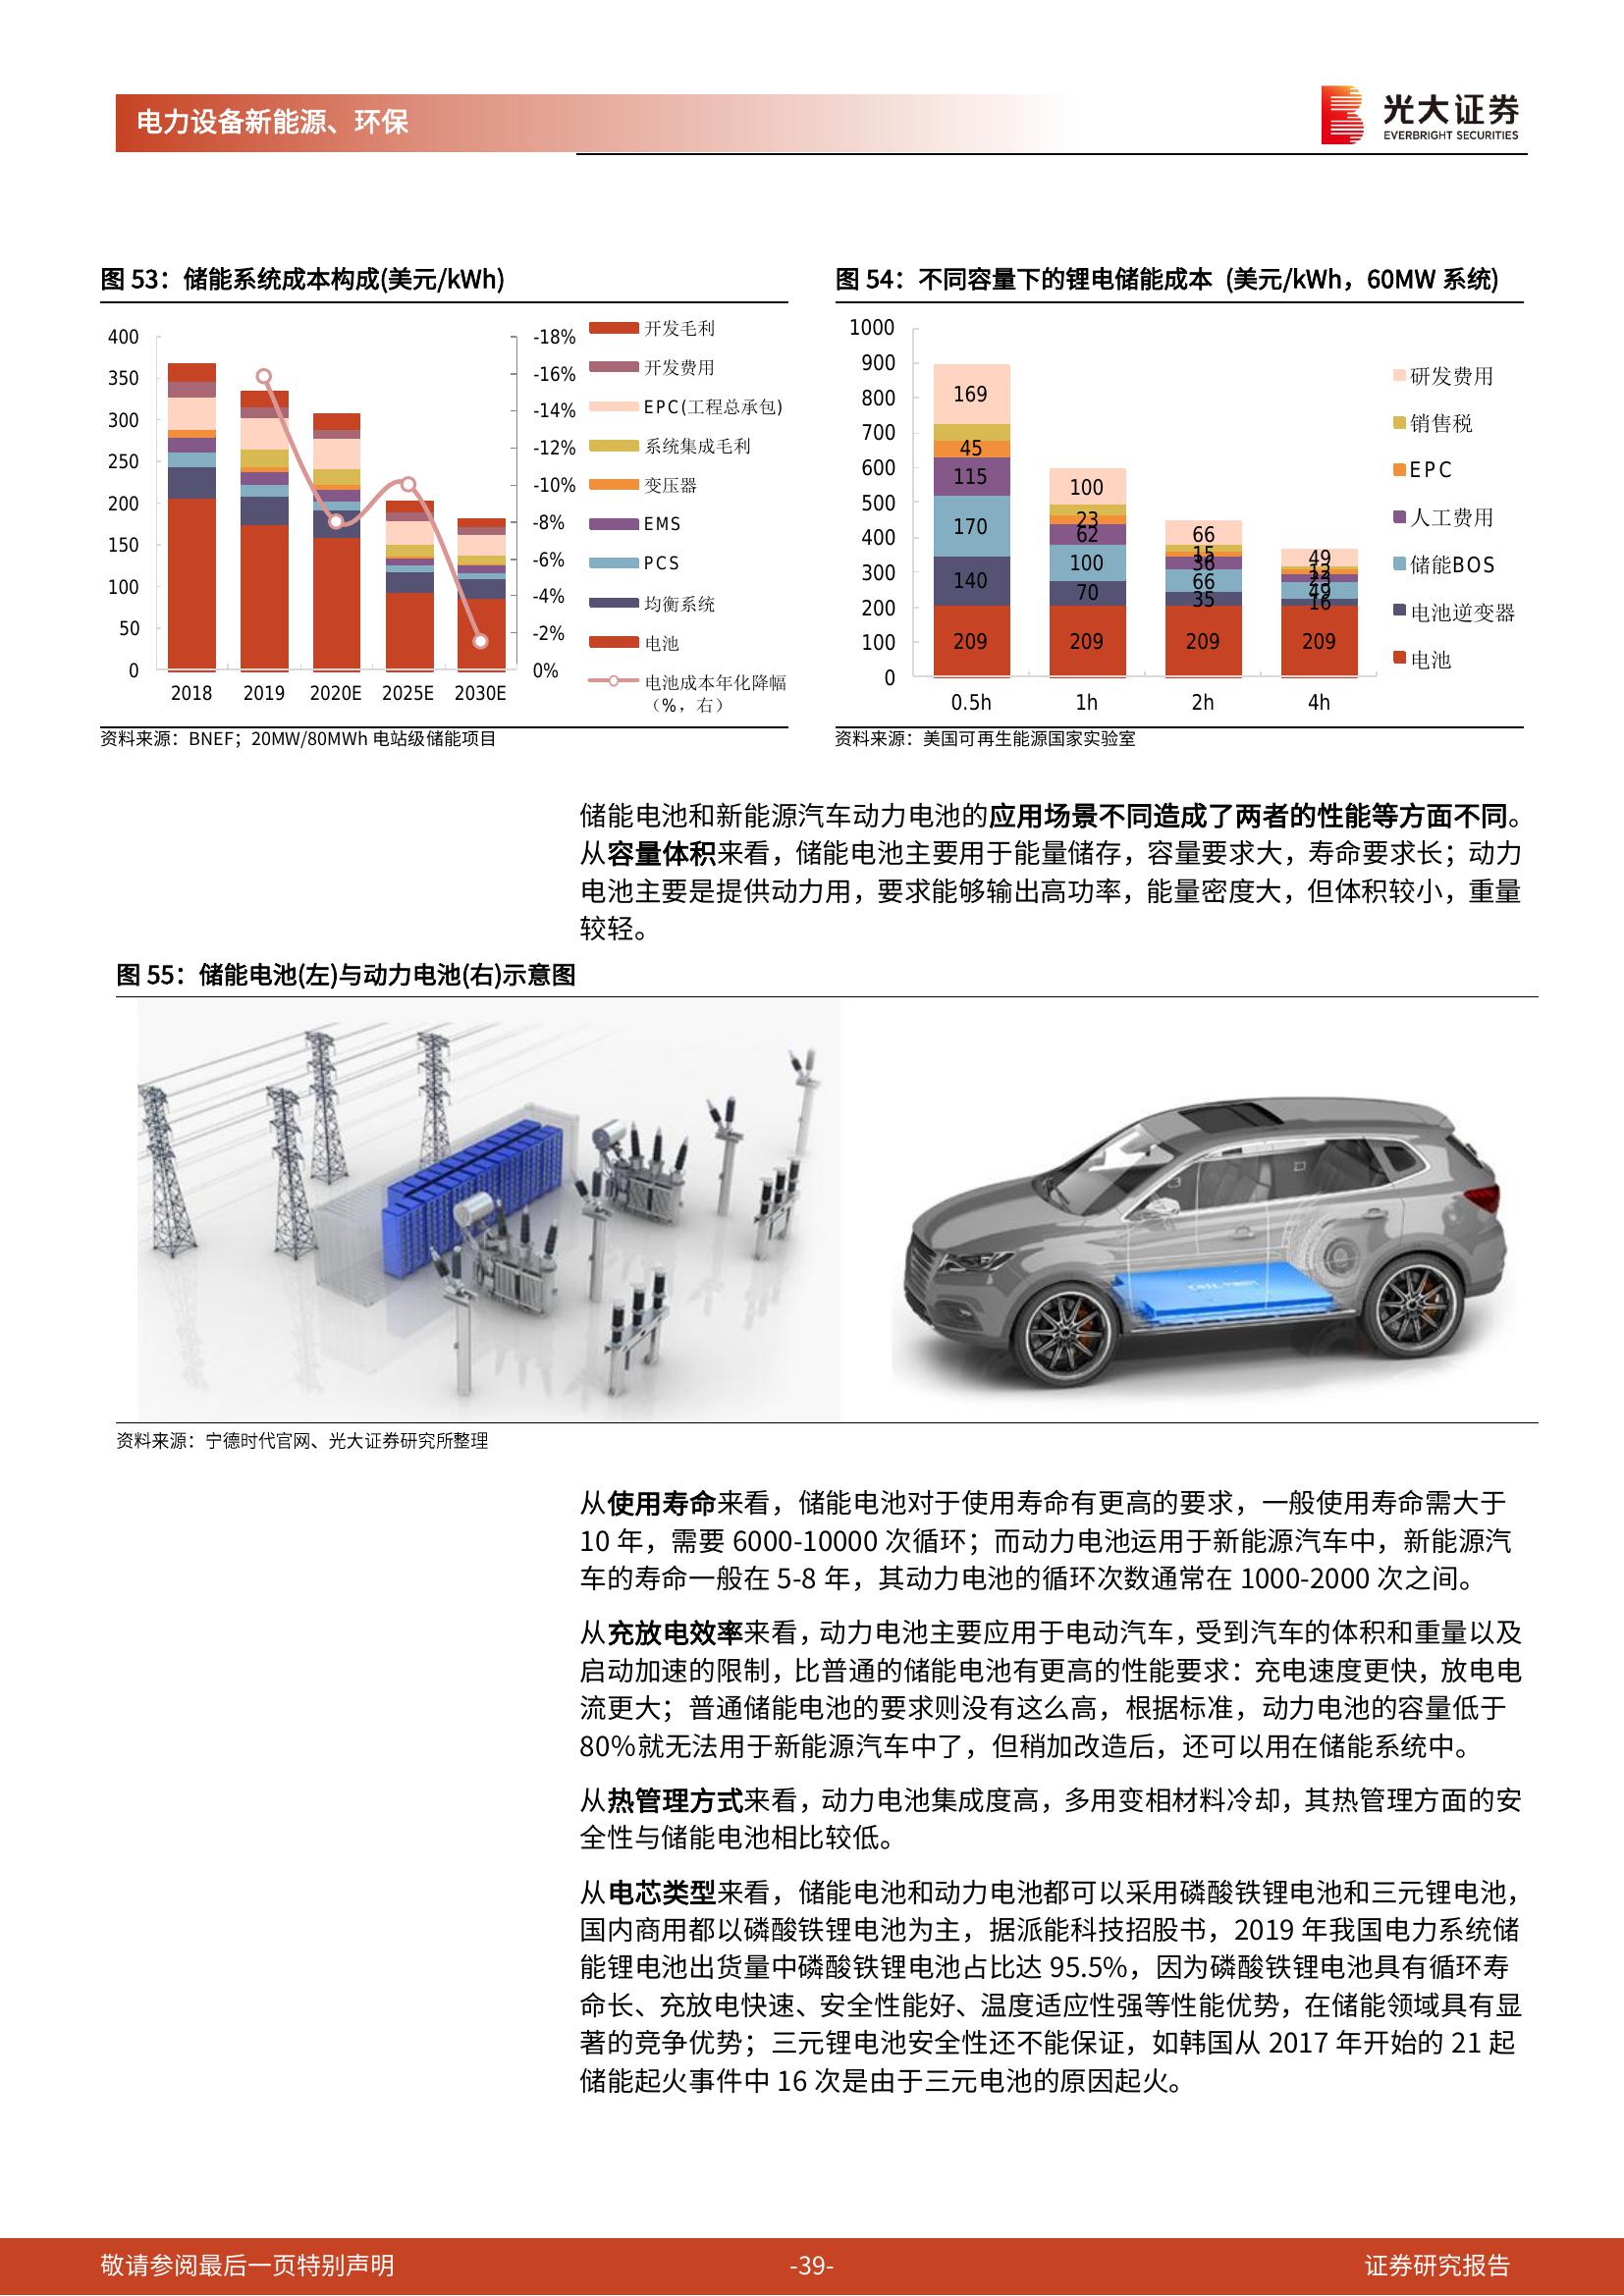 电力设备新能源、环保
光大证券
EVERBRIGHT SECURITIES
图 53：储能系统成本构成(美元/kWh)
400
350
300
250
200
150
100
50
0
-18%
-16%
-14%
-12%
-10%
-8%
-6%
-4%
-2%
0%
2018 2019 2020E 2025E 2030E
开发毛利
开发费用
EPC(工程总承包)
系统集成毛利
变压器
EMS
PCS
均衡系统
电池
电池成本年化降幅
（%，右）
资料来源：BNEF；20MW/80MWh 电站级储能项目
图 54：不同容量下的锂电储能成本 (美元/kWh，60MW 系统)
1000
900
800
700
600
500
400
300
200
100
0
169
45
115
170
140
209
100
23
62
100
70
209
66
15
36
66
35
209
49
49
16
209
0.5h 1h 2h 4h
研发费用
销售税
EPC
人工费用
储能BOS
电池逆变器
电池
资料来源：美国可再生能源国家实验室
储能电池和新能源汽车动力电池的应用场景不同造成了两者的性能等方面不同。
从容量体积来看，储能电池主要用于能量储存，容量要求大，寿命要求长；动力
电池主要是提供动力用，要求能够输出高功率，能量密度大，但体积较小，重量
较轻。
图 55：储能电池(左)与动力电池(右)示意图
资料来源：宁德时代官网、光大证券研究所整理
从使用寿命来看，储能电池对于使用寿命有更高的要求，一般使用寿命需大于
10 年，需要 6000-10000 次循环；而动力电池运用于新能源汽车中，新能源汽
车的寿命一般在 5-8 年，其动力电池的循环次数通常在 1000-2000 次之间。
从充放电效率来看，动力电池主要应用于电动汽车，受到汽车的体积和重量以及
启动加速的限制，比普通的储能电池有更高的性能要求：充电速度更快，放电电
流更大；普通储能电池的要求则没有这么高，根据标准，动力电池的容量低于
80%就无法用于新能源汽车中了，但稍加改造后，还可以用在储能系统中。
从热管理方式来看，动力电池集成度高，多用变相材料冷却，其热管理方面的安
全性与储能电池相比较低。
从电芯类型来看，储能电池和动力电池都可以采用磷酸铁锂电池和三元锂电池，
国内商用都以磷酸铁锂电池为主，据派能科技招股书，2019 年我国电力系统储
能锂电池出货量中磷酸铁锂电池占比达 95.5%，因为磷酸铁锂电池具有循环寿
命长、充放电快速、安全性能好、温度适应性强等性能优势，在储能领域具有显
著的竞争优势；三元锂电池安全性还不能保证，如韩国从 2017 年开始的 21 起
储能起火事件中 16 次是由于三元电池的原因起火。
敬请参阅最后一页特别声明
-39-
证券研究报告